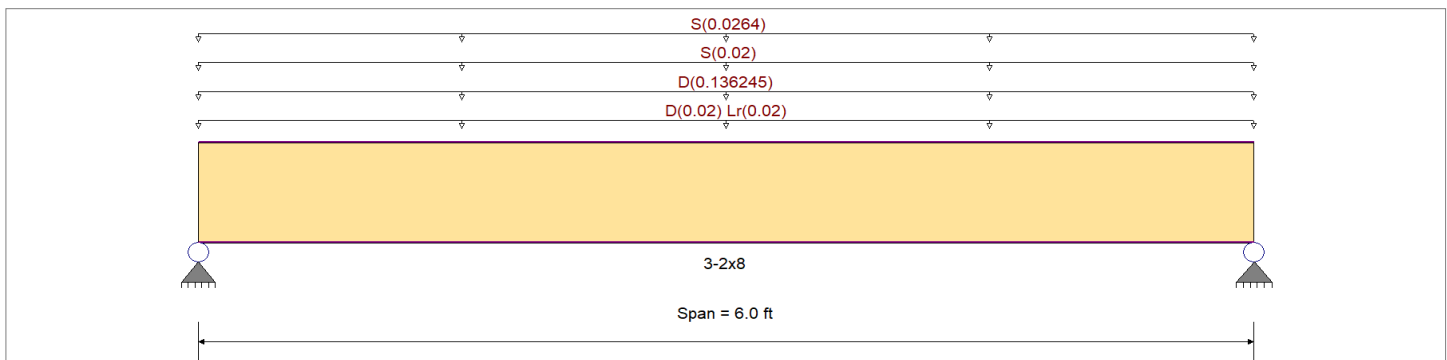 S(0.0264)
S(0.02)
D(0.136245)
D(0.02) Lr(0.02)
3-2x8
Span = 6.0 ft